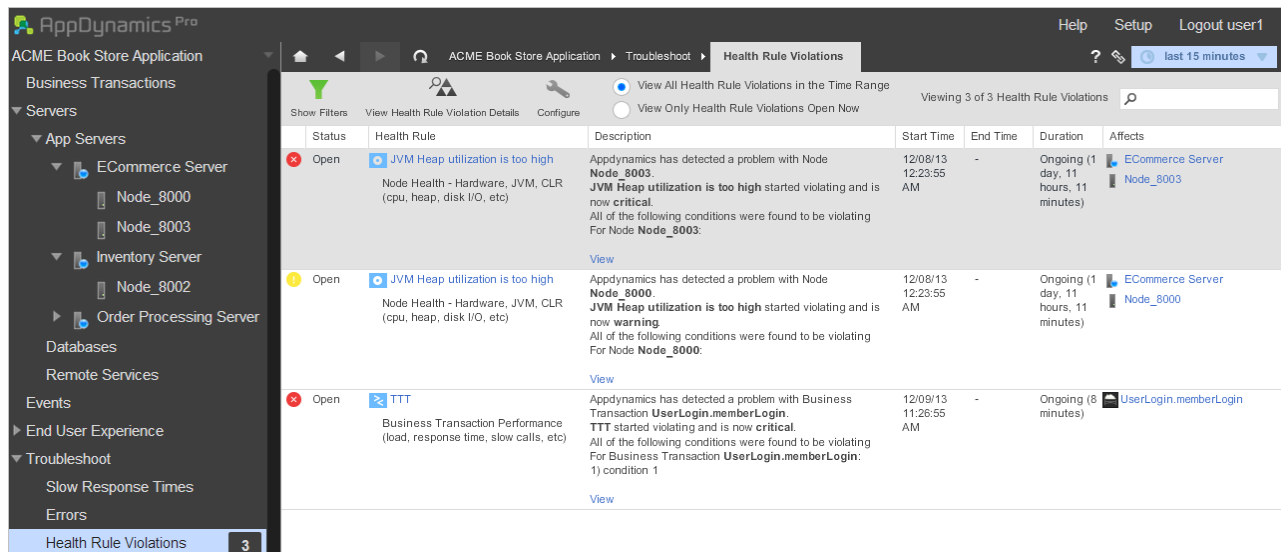 AppDynamics Pro
Help Setup Logout user1
ACME Book Store Application
ACME Book Store Application Troubleshoot Health Rule Violations
? last 15 minutes
Business Transactions
Servers
App Servers
ECommerce Server
Node_8000
Node_8003
Inventory Server
Node_8002
Order Processing Server
Databases
Remote Services
Events
End User Experience
Troubleshoot
Slow Response Times
Errors
Health Rule Violations 3
Show Filters
View Health Rule Violation Details
Configure
View All Health Rule Violations in the Time Range
View Only Health Rule Violations Open Now
Viewing 3 of 3 Health Rule Violations
Status Health Rule Description Start Time End Time Duration Affects
Open
JVM Heap utilization is too high
Node Health - Hardware, JVM, CLR
(cpu, heap, disk I/O, etc)
Appdynamics has detected a problem with Node
Node_8003.
JVM Heap utilization is too high started violating and is
now critical.
All of the following conditions were found to be violating
For Node Node_8003:
View
12/08/13
12:23:55
AM
-
Ongoing (1
day, 11
hours, 11
minutes)
ECommerce Server
Node_8003
Open
JVM Heap utilization is too high
Node Health - Hardware, JVM, CLR
(cpu, heap, disk I/O, etc)
Appdynamics has detected a problem with Node
Node_8000.
JVM Heap utilization is too high started violating and is
now warning.
All of the following conditions were found to be violating
For Node Node_8000:
View
12/08/13
12:23:55
AM
-
Ongoing (1
day, 11
hours, 11
minutes)
ECommerce Server
Node_8000
Open
TTT
Business Transaction Performance
(load, response time, slow calls, etc)
Appdynamics has detected a problem with Business
Transaction UserLogin.memberLogin.
TTT started violating and is now critical.
All of the following conditions were found to be violating
For Business Transaction UserLogin.memberLogin:
1) condition 1
View
12/09/13
11:26:55
AM
-
Ongoing (8
minutes)
UserLogin.memberLogin